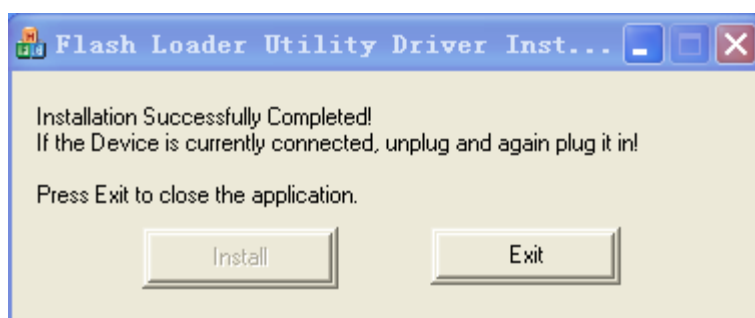 Flash Loader Utility Driver Inst...
Installation Successfully Completed!
If the Device is currently connected, unplug and again plug it in!
Press Exit to close the application.
Install
Exit